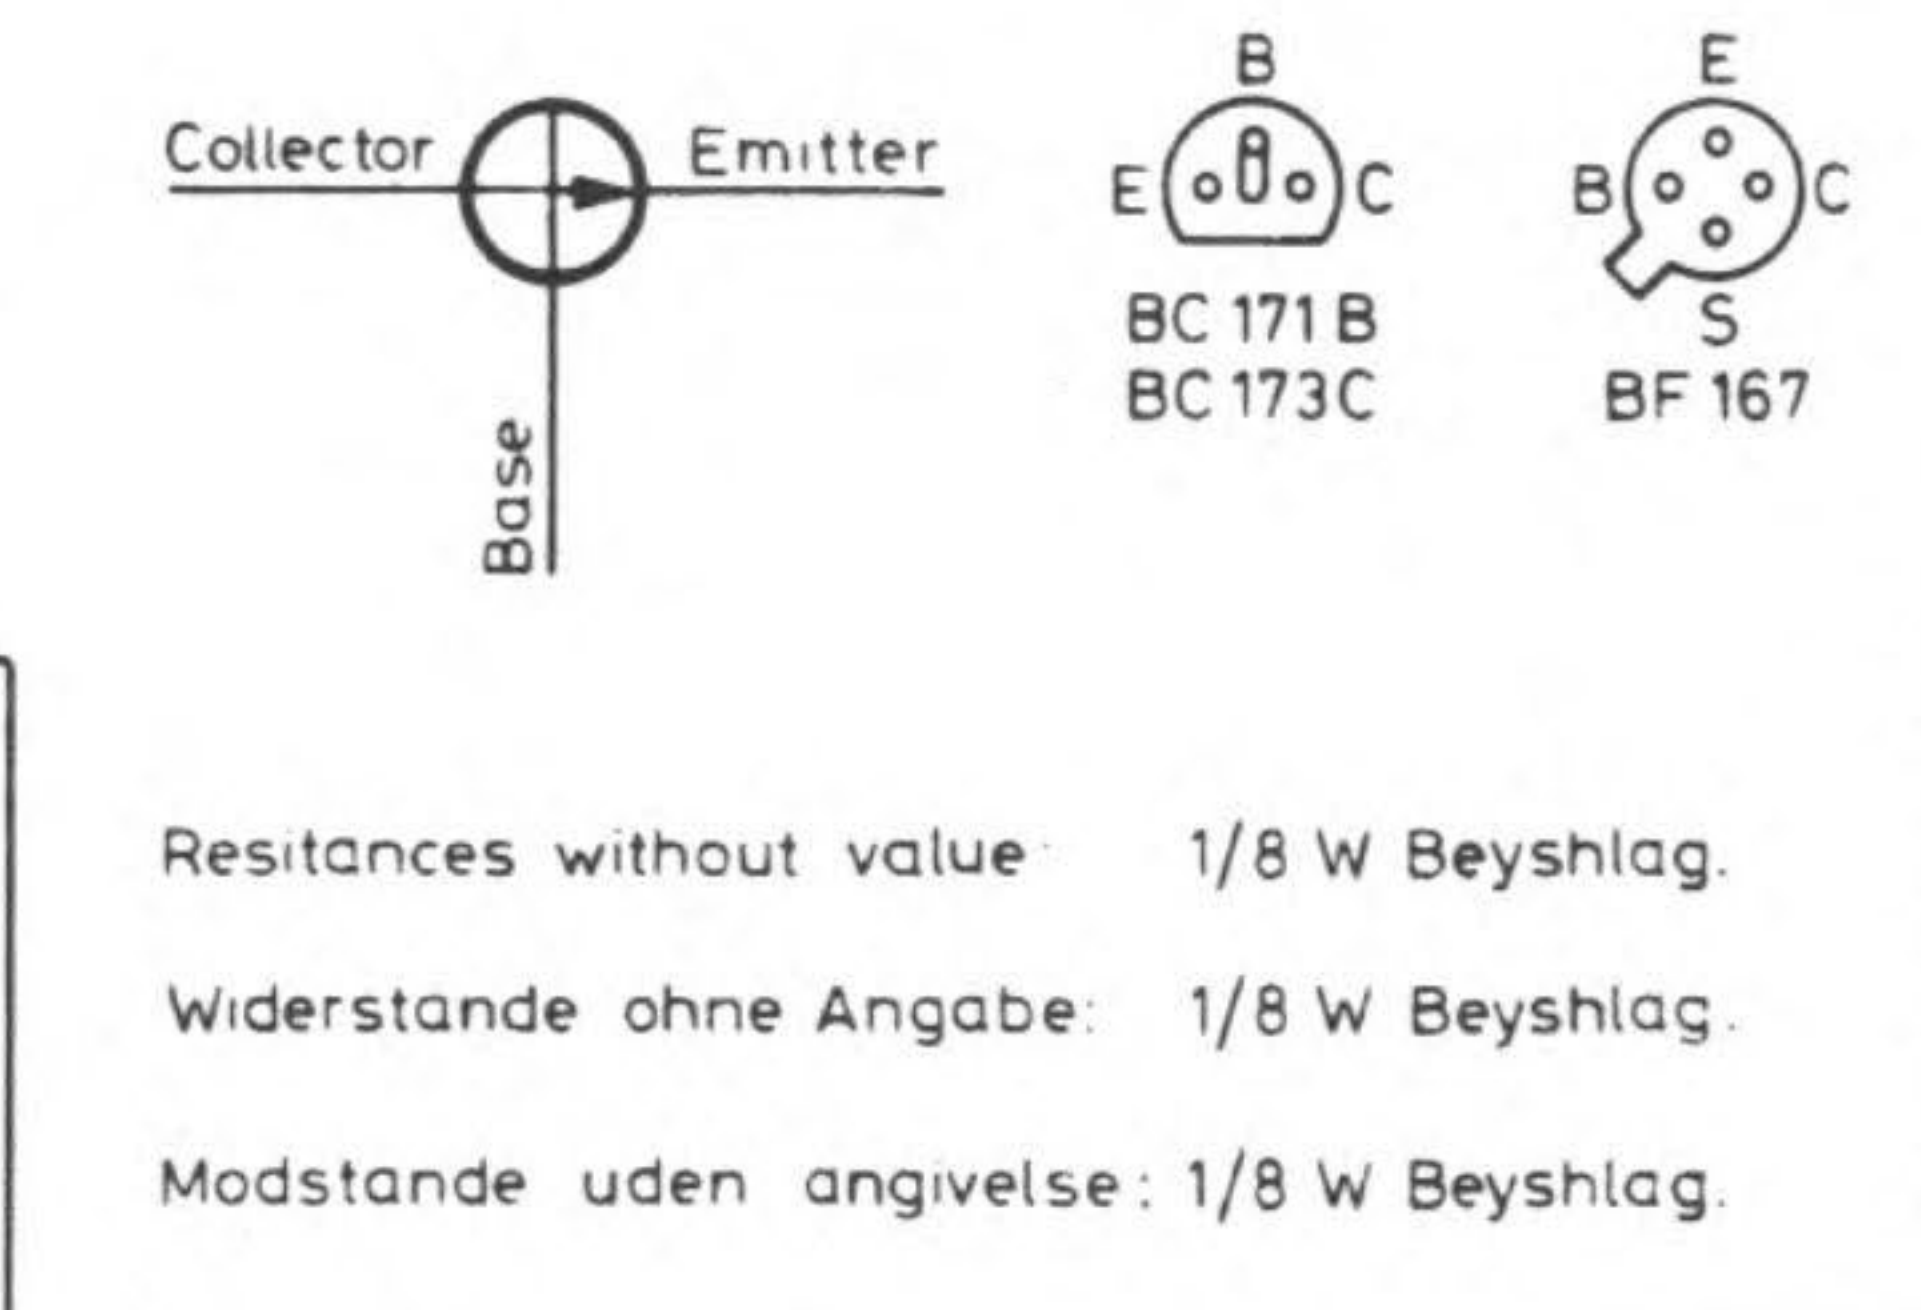 Collector Emitter
Base
B
E C
BC 171 B
BC 173C
E
B C
S
BF 167
Resitances without value: 1/8 W Beyshlag.
Widerstande ohne Angabe: 1/8 W Beyshlag.
Modstande uden angivelse: 1/8 W Beyshlag.